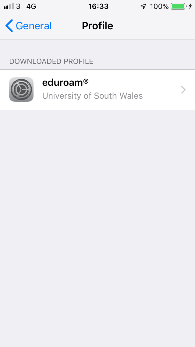 3 4G 16:33 100%
General Profile
DOWNLOADED PROFILE
eduroam®
University of South Wales